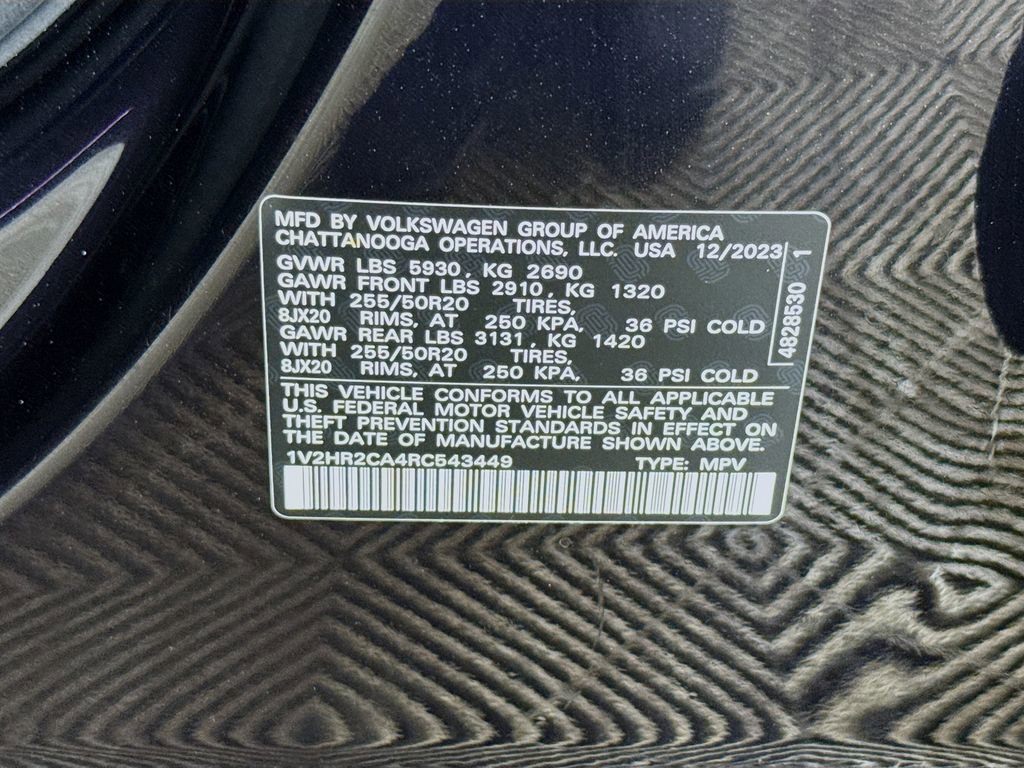 MFD BY VOLKSWAGEN GROUP OF AMERICA
CHATTANOOGA OPERATIONS, LLC. USA 12/2023
GVWR LBS 5930, KG 2690
GAWR FRONT LBS 2910, KG 1320
WITH 255/50R20 TIRES,
8JX20 RIMS, AT 250 KPA, 36 PSI COLD
GAWR REAR LBS 3131, KG 1420
WITH 255/50R20 TIRES,
8JX20 RIMS, AT 250 KPA, 36 PSI COLD
4828530 1
THIS VEHICLE CONFORMS TO ALL APPLICABLE
U.S. FEDERAL MOTOR VEHICLE SAFETY AND
THEFT PREVENTION STANDARDS IN EFFECT ON
THE DATE OF MANUFACTURE SHOWN ABOVE.
1V2HR2CA4RC543449 TYPE: MPV